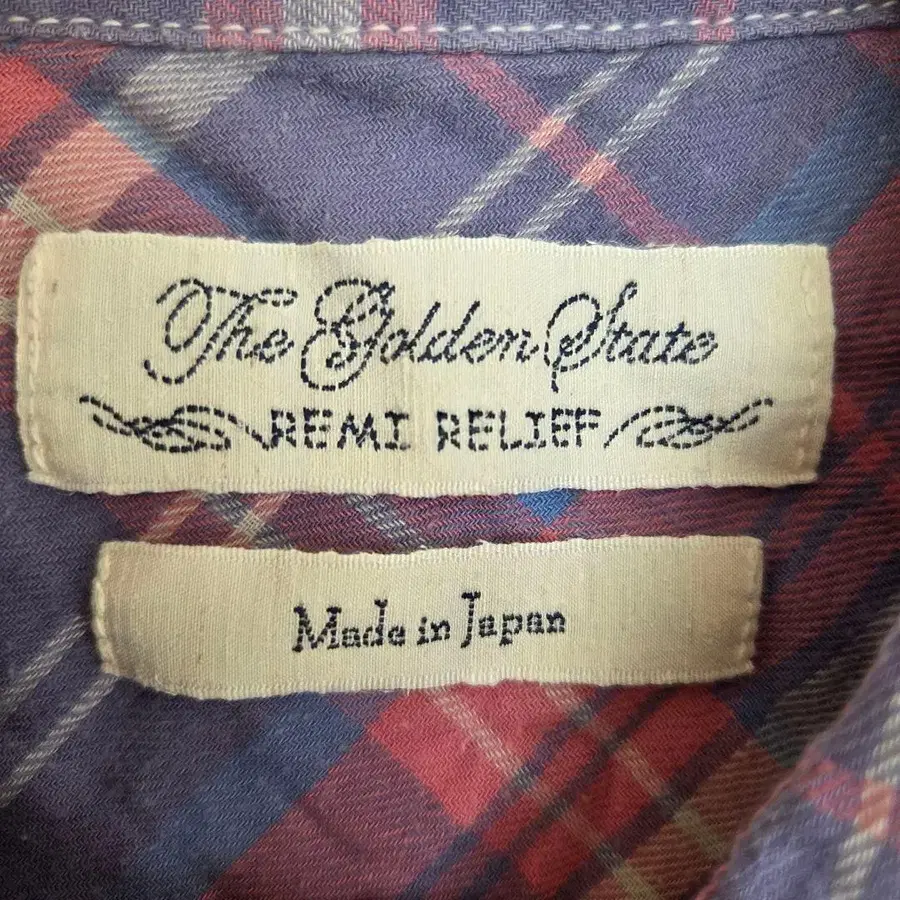 The Golden State
REMI RELIEF
Made in Japan